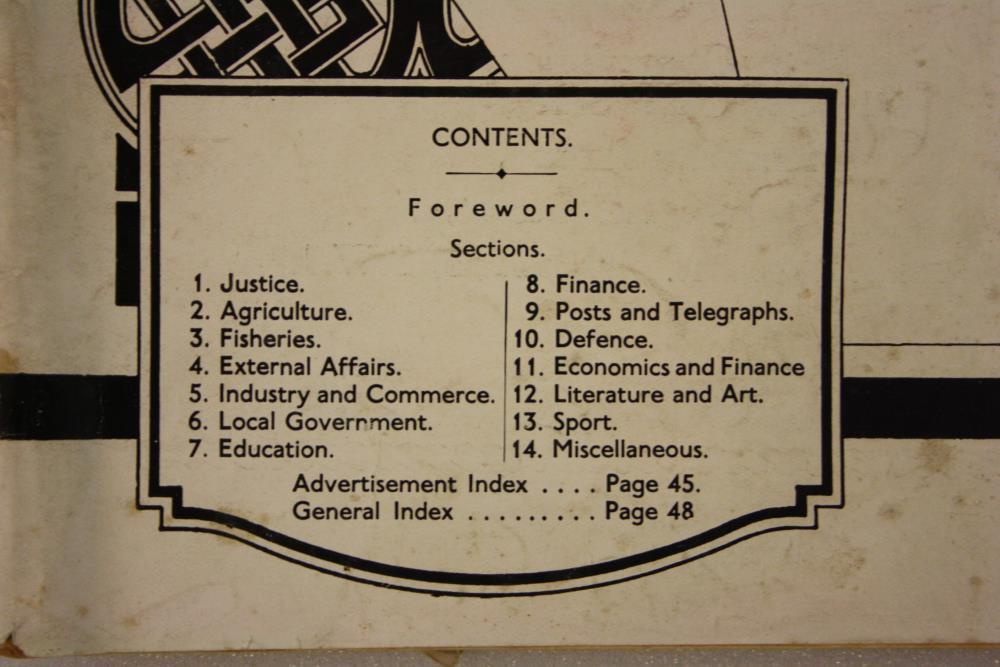 CONTENTS.
Foreword.
Sections.
1. Justice.
2. Agriculture.
3. Fisheries.
4. External Affairs.
5. Industry and Commerce.
6. Local Government.
7. Education.
8. Finance.
9. Posts and Telegraphs.
10. Defence.
11. Economics and Finance
12. Literature and Art.
13. Sport.
14. Miscellaneous.
Advertisement Index .... Page 45.
General Index ......... Page 48